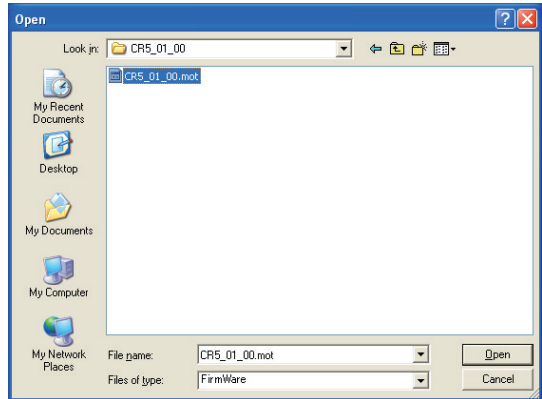 Open
Look in:
CR5_01_00
CR5_01_00.mot
My Recent
Documents
Desktop
My Documents
My Computer
My Network
Places
File name:
CR5_01_00.mot
Open
Files of type:
FirmWare
Cancel